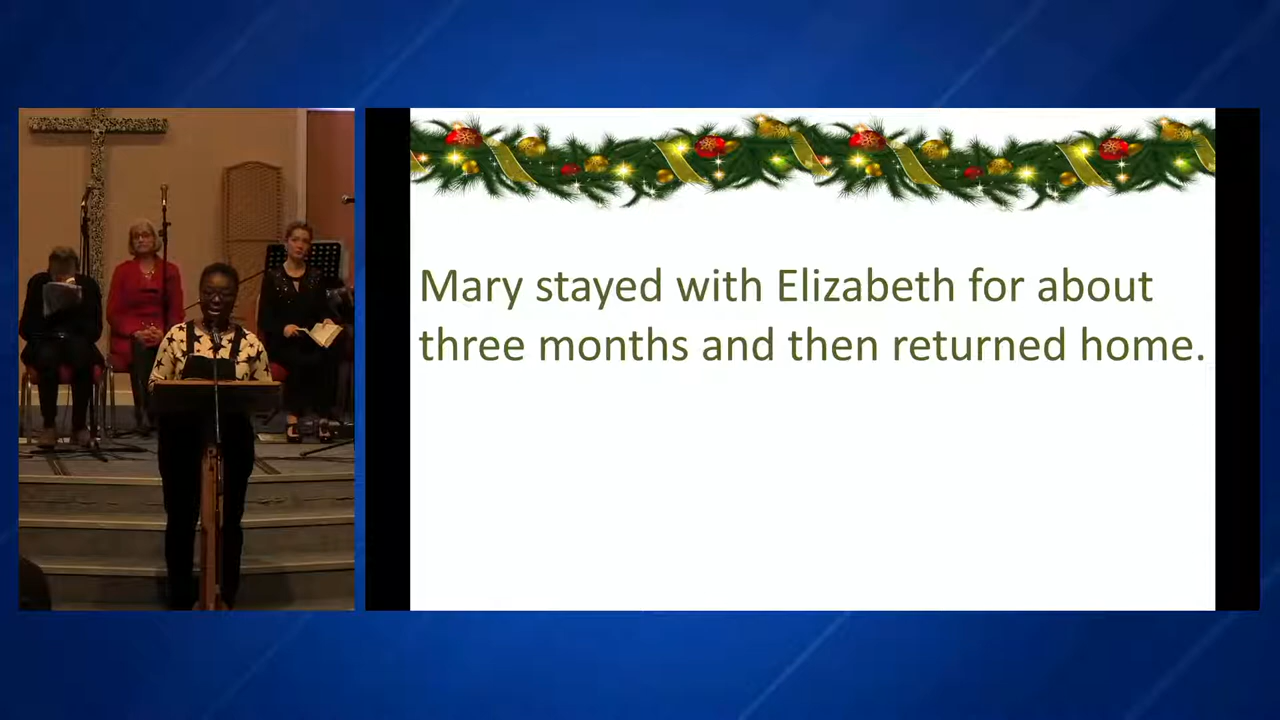 Mary stayed with Elizabeth for about
three months and then returned home.